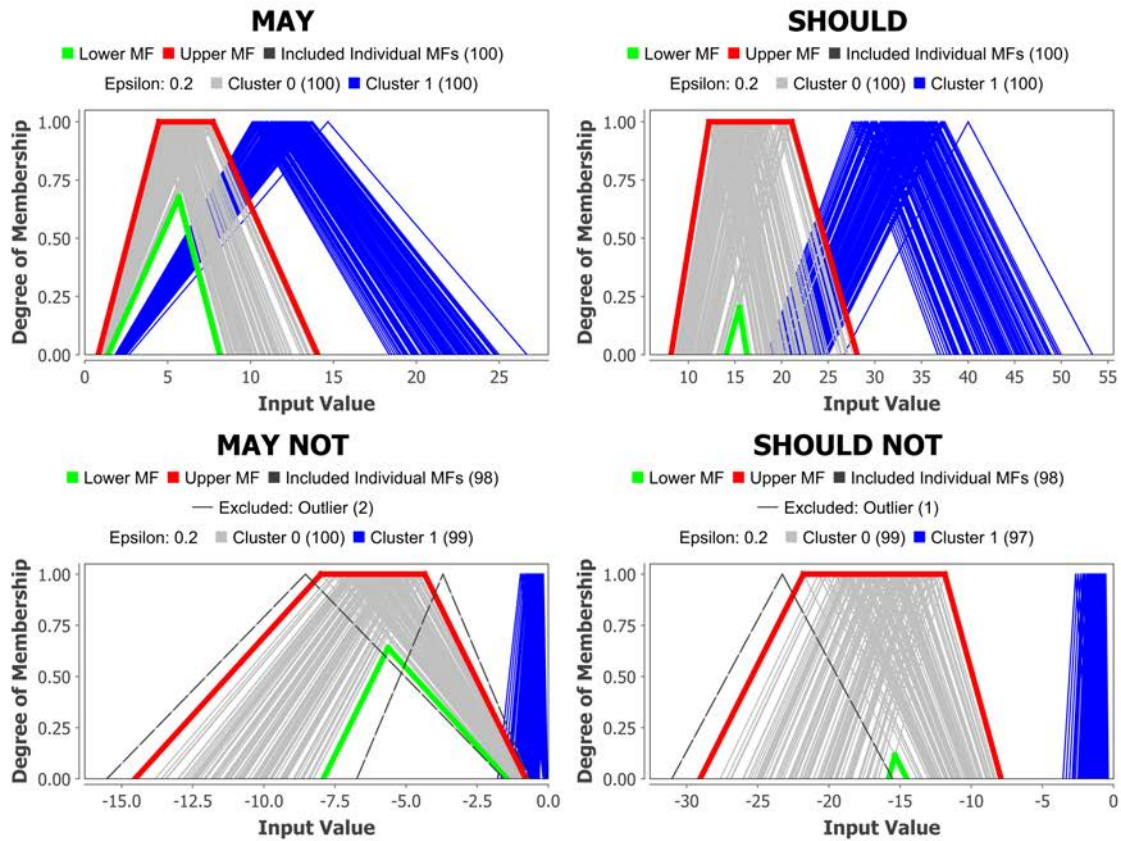 MAY
Lower MF Upper MF Included Individual MFs (100)
Epsilon: 0.2 Cluster 0 (100) Cluster 1 (100)
1.00
0.75
0.50
0.25
0.00
Degree of Membership
0 5 10 15 20 25
Input Value
SHOULD
Lower MF Upper MF Included Individual MFs (100)
Epsilon: 0.2 Cluster 0 (100) Cluster 1 (100)
1.00
0.75
0.50
0.25
0.00
Degree of Membership
10 15 20 25 30 35 40 45 50 55
Input Value
MAY NOT
Lower MF Upper MF Included Individual MFs (98)
Excluded: Outlier (2)
Epsilon: 0.2 Cluster 0 (100) Cluster 1 (99)
1.00
0.75
0.50
0.25
0.00
Degree of Membership
-15.0 -12.5 -10.0 -7.5 -5.0 -2.5 0.0
Input Value
SHOULD NOT
Lower MF Upper MF Included Individual MFs (98)
Excluded: Outlier (1)
Epsilon: 0.2 Cluster 0 (99) Cluster 1 (97)
1.00
0.75
0.50
0.25
0.00
Degree of Membership
-30 -25 -20 -15 -10 -5 0
Input Value